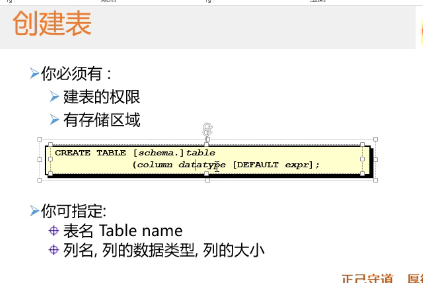 创建表
你必须有：
建表的权限
有存储区域
CREATE TABLE [schema.]table
(column datatype [DEFAULT expr];
你可指定:
表名 Table name
列名, 列的数据类型, 列的大小
正己守道